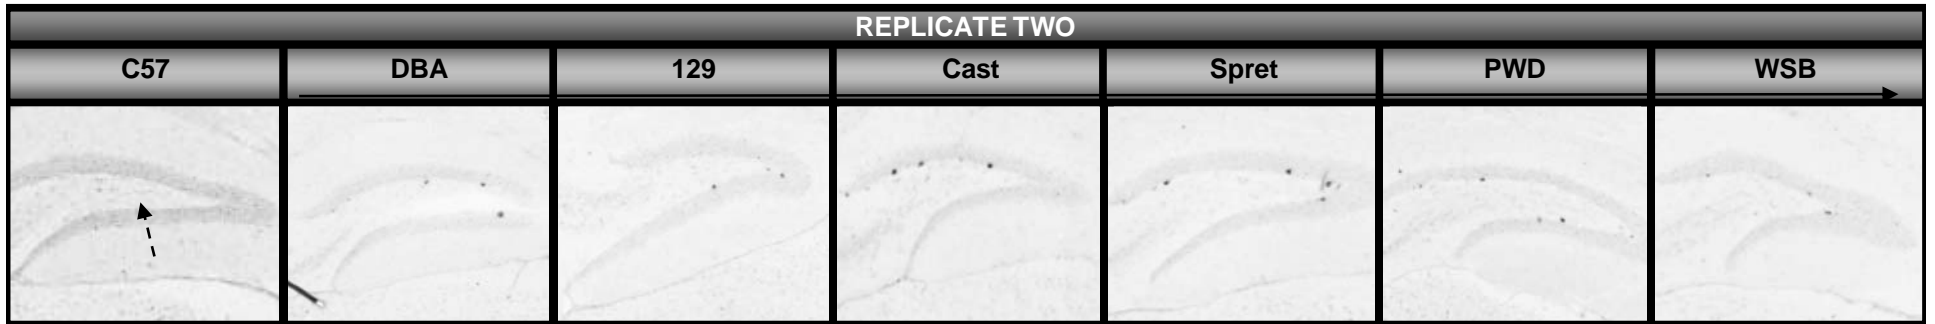 REPLICATE TWO
C57 DBA 129 Cast Spret PWD WSB